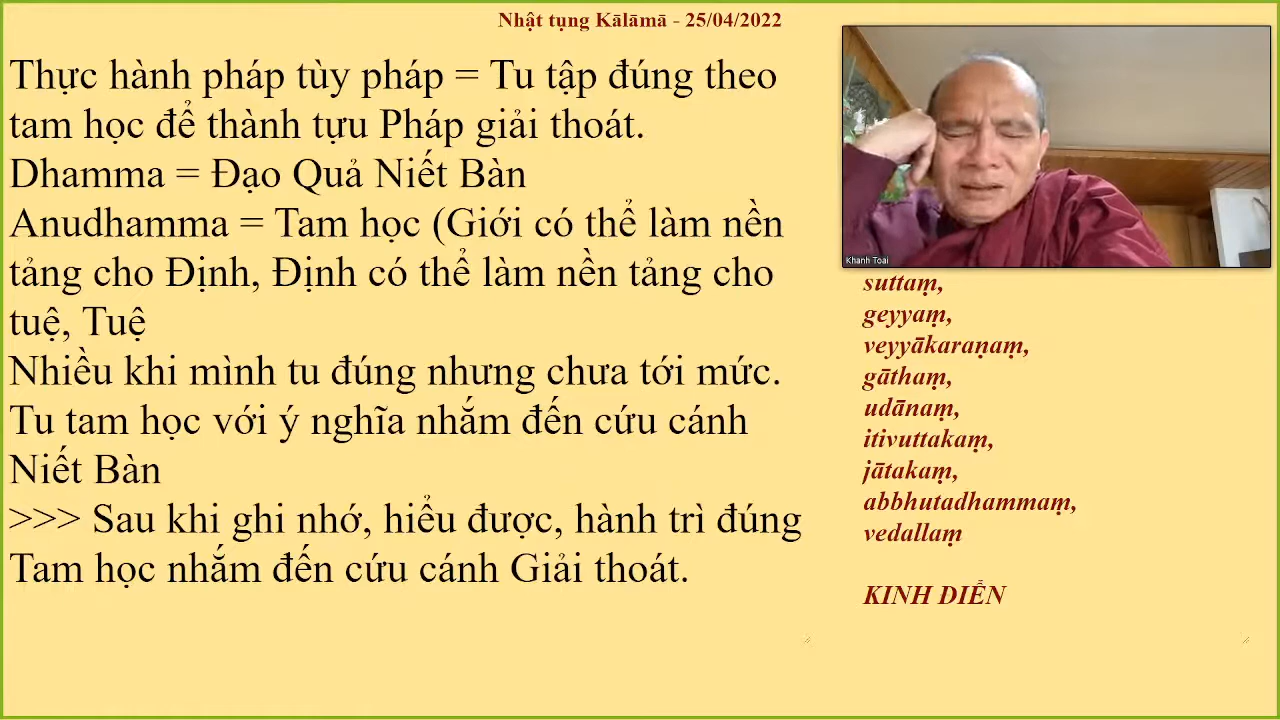 Nhật tụng Kālāmā - 25/04/2022
Thực hành pháp tùy pháp = Tu tập đúng theo
tam học để thành tựu Pháp giải thoát.
Dhamma = Đạo Quả Niết Bàn
Anudhamma = Tam học (Giới có thể làm nền
tảng cho Định, Định có thể làm nền tảng cho
tuệ, Tuệ
Nhiều khi mình tu đúng nhưng chưa tới mức.
Tu tam học với ý nghĩa nhắm đến cứu cánh
Niết Bàn
>>> Sau khi ghi nhớ, hiểu được, hành trì đúng
Tam học nhắm đến cứu cánh Giải thoát.
Khanh Toai
suttaṃ,
geyyaṃ,
veyyākaraṇaṃ,
gāthaṃ,
udānaṃ,
itivuttakaṃ,
jātakaṃ,
abbhutadhammaṃ,
vedallaṃ
KINH ĐIỂN